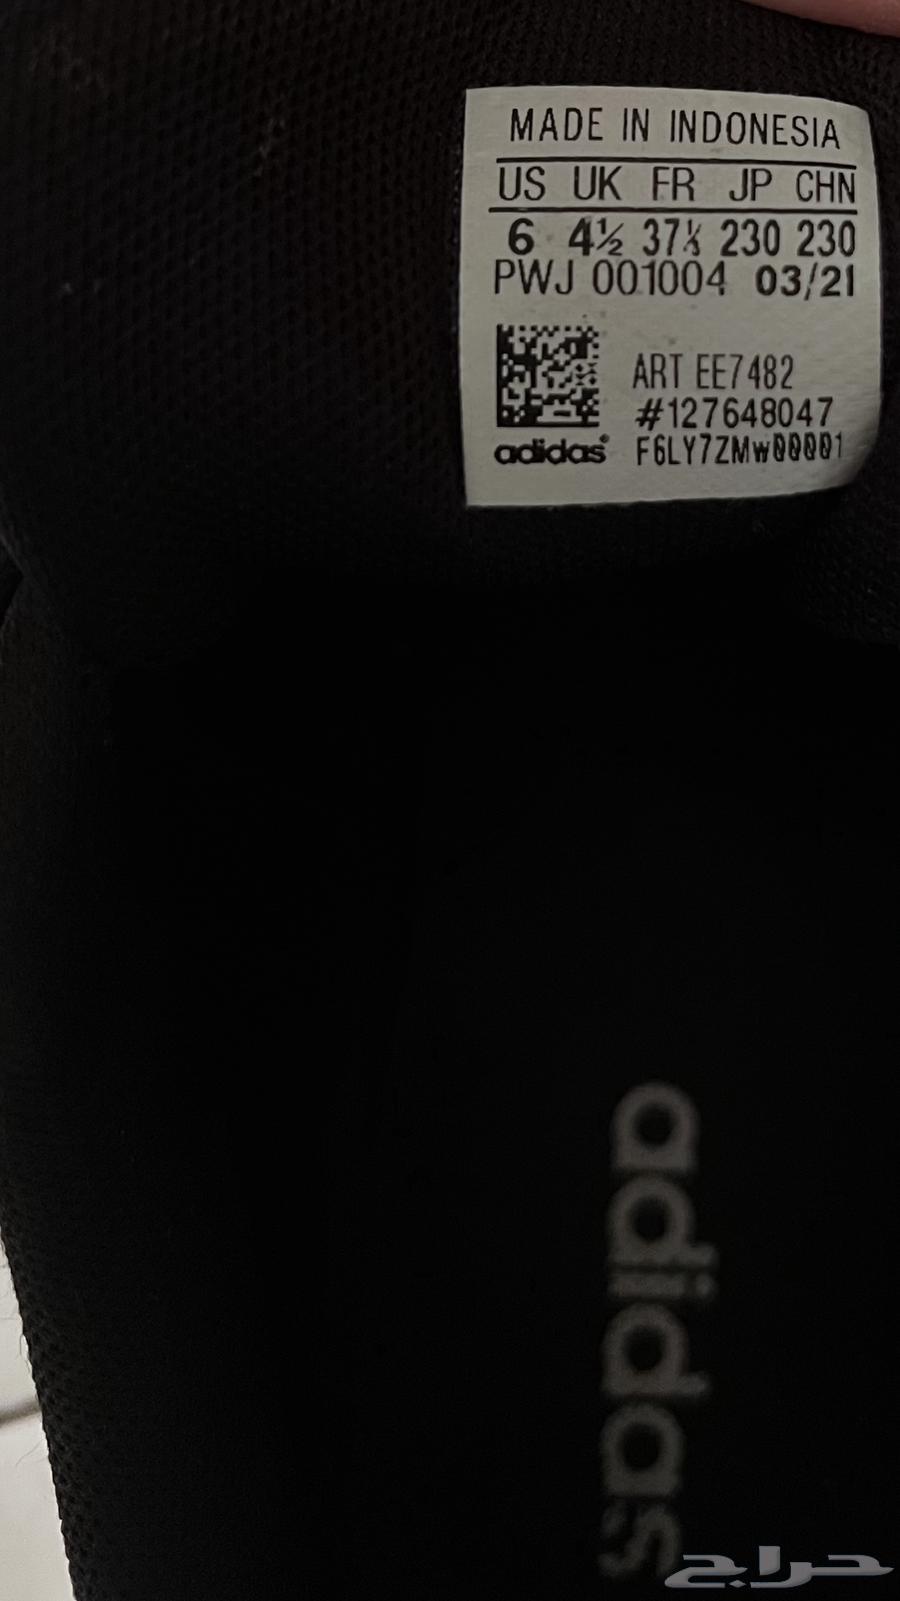 MADE IN INDONESIA
US UK FR JP CHN
6 4½ 37⅓ 230 230
PWJ 001004 03/21
ART EE7482
#127648047
adidas® F6LY7ZMW00001
adidas
حراج